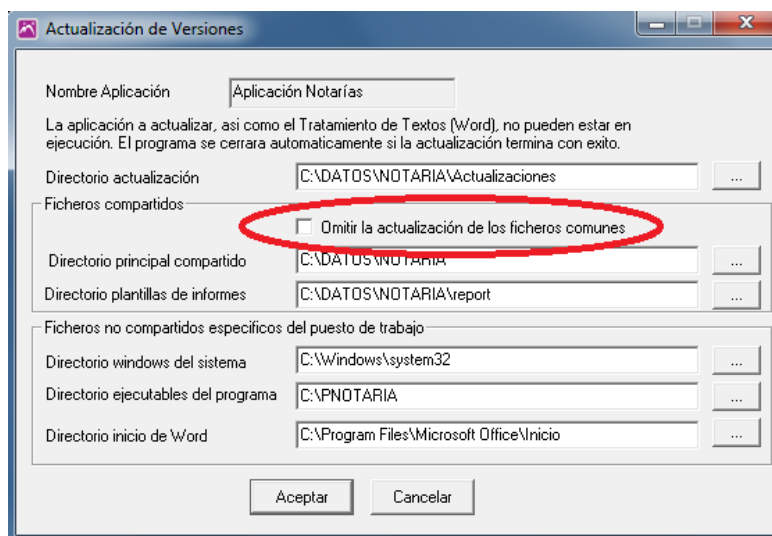 Actualización de Versiones
Nombre Aplicación Aplicación Notarías
La aplicación a actualizar, asi como el Tratamiento de Textos (Word), no pueden estar en
ejecución. El programa se cerrara automaticamente si la actualización termina con exito.
Directorio actualización C:\DATOS\NOTARIA\Actualizaciones ...
Ficheros compartidos
Omitir la actualización de los ficheros comunes
Directorio principal compartido C:\DATOS\NOTARIA ...
Directorio plantillas de informes C:\DATOS\NOTARIA\report ...
Ficheros no compartidos especificos del puesto de trabajo
Directorio windows del sistema C:\Windows\system32 ...
Directorio ejecutables del programa C:\PNOTARIA ...
Directorio inicio de Word C:\Program Files\Microsoft Office\Inicio ...
Aceptar Cancelar